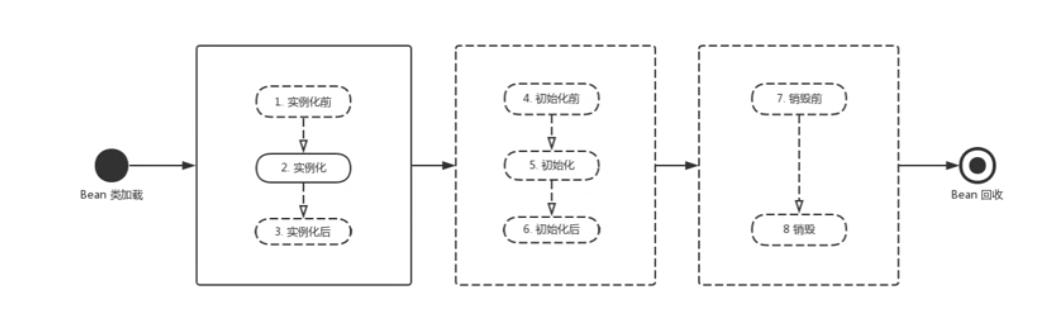 Bean 类加载
1. 实例化前
2. 实例化
3. 实例化后
4. 初始化前
5. 初始化
6. 初始化后
7. 销毁前
8 销毁
Bean 回收